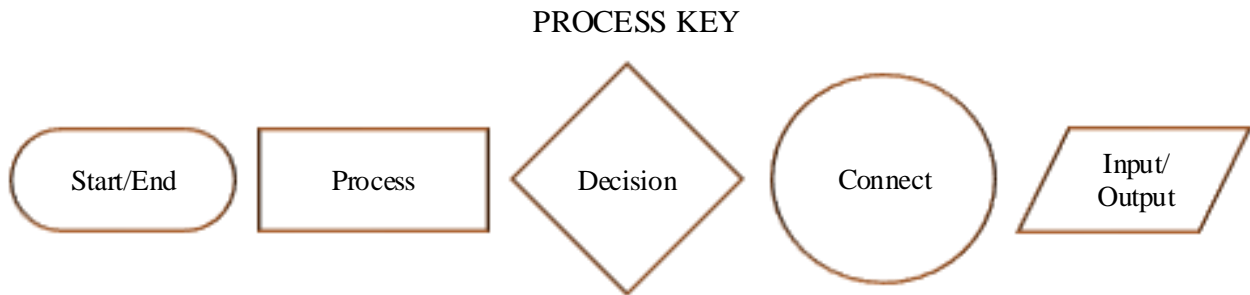 PROCESS KEY
Start/End
Process
Decision
Connect
Input/
Output